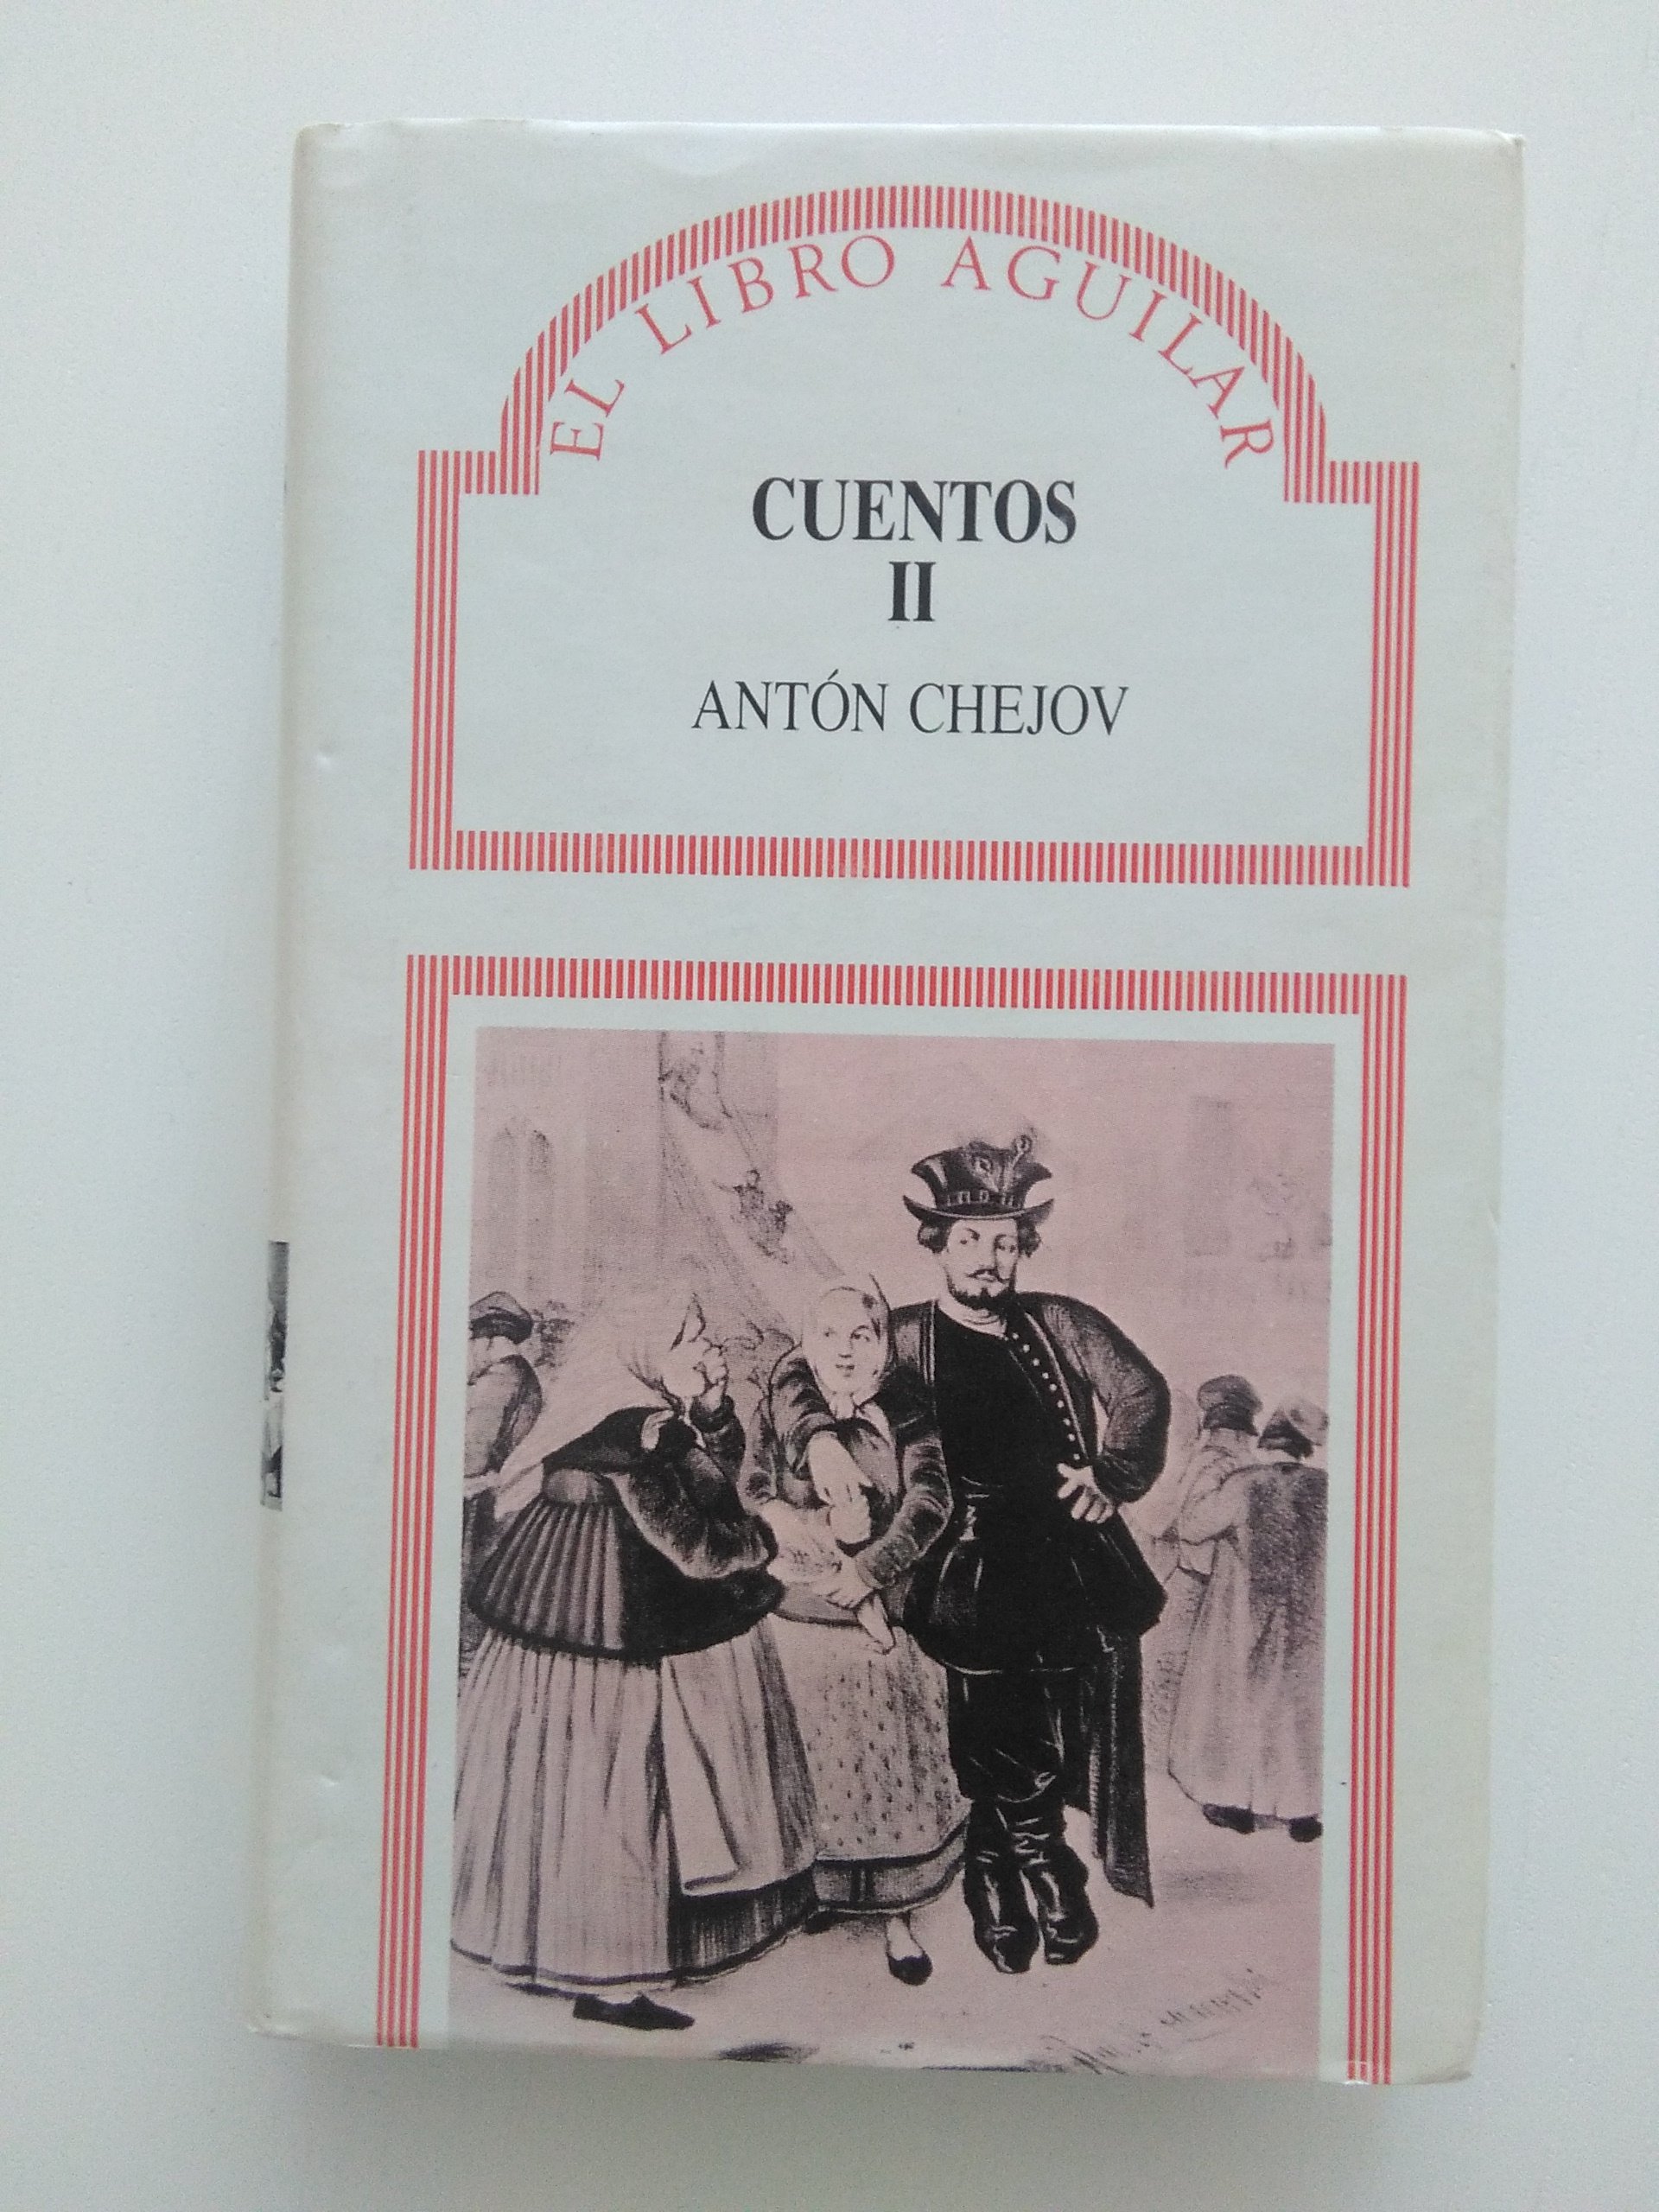 EL LIBRO AGUILAR
CUENTOS
II
ANTÓN CHEJOV